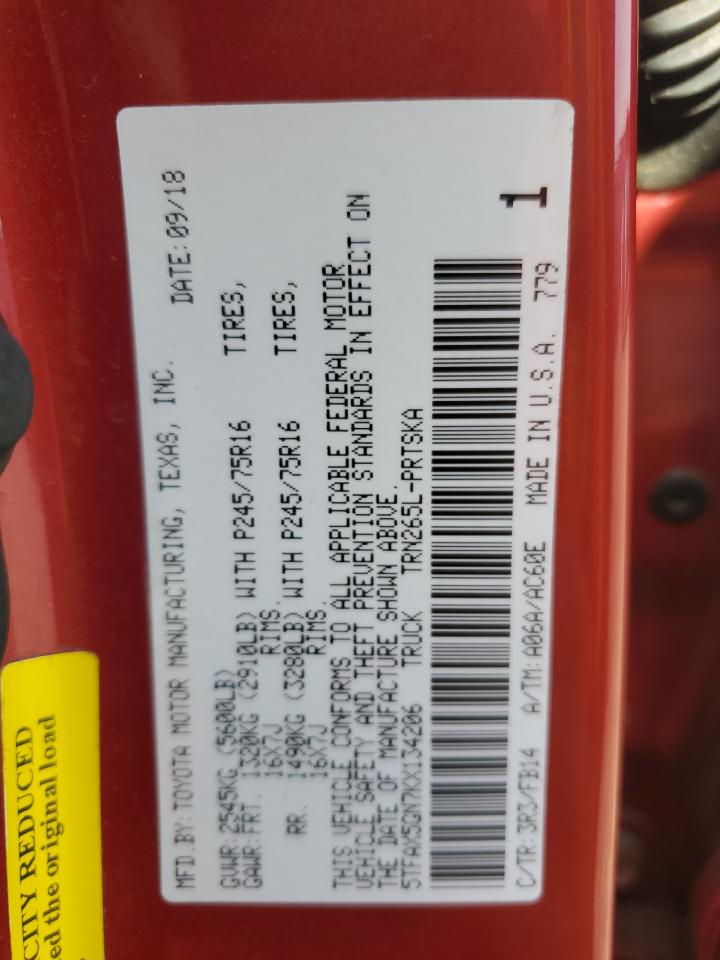 MFD.BY:TOYOTA MOTOR MANUFACTURING, TEXAS, INC. DATE:09/18
GVWR:2545KG (5600LB)
GAWR:FRT. 1320KG (2910LB) WITH P245/75R16 TIRES,
16X7J RIMS.
RR. 1490KG (3280LB) WITH P245/75R16 TIRES,
16X7J RIMS.
THIS VEHICLE CONFORMS TO ALL APPLICABLE FEDERAL MOTOR
VEHICLE SAFETY AND THEFT PREVENTION STANDARDS IN EFFECT ON
THE DATE OF MANUFACTURE SHOWN ABOVE.
5TFAX5GN7KX134206 TRUCK TRN265L-PRTSKA
1
C/TR:3R3/FB14 A/TM:A06A/AC60E MADE IN U.S.A. 779
CITY REDUCED
the original load